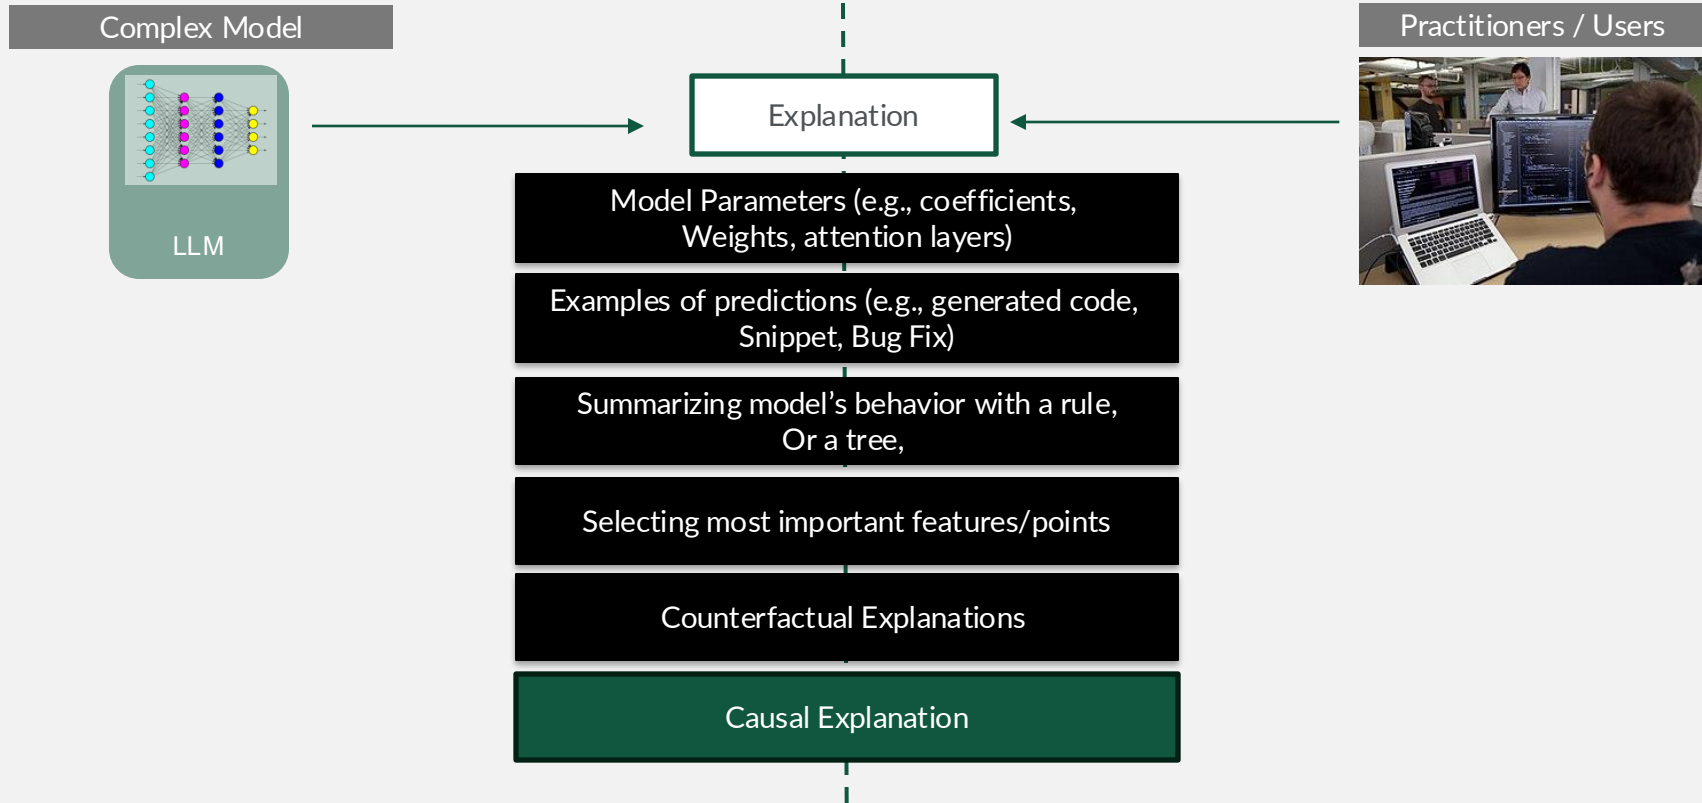 Complex Model
Practitioners / Users
LLM
Explanation
Model Parameters (e.g., coefficients,
Weights, attention layers)
Examples of predictions (e.g., generated code,
Snippet, Bug Fix)
Summarizing model’s behavior with a rule,
Or a tree,
Selecting most important features/points
Counterfactual Explanations
Causal Explanation